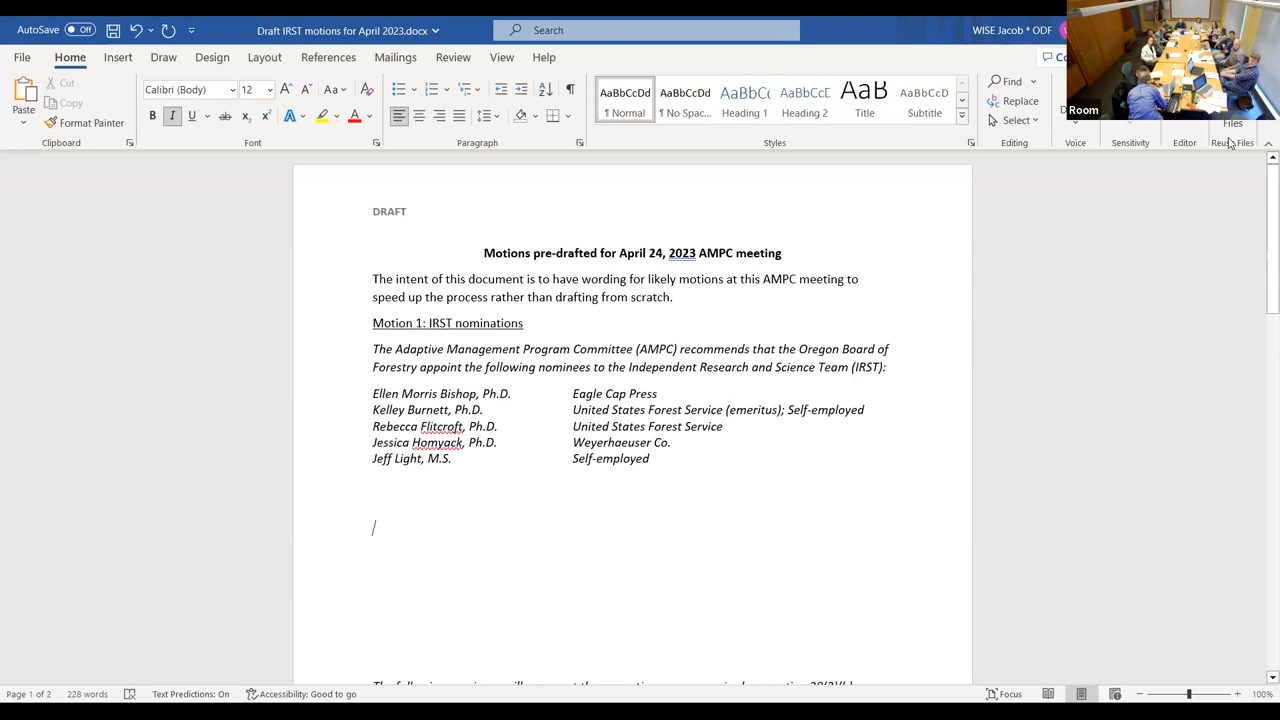 AutoSave Off Draft IRST motions for April 2023.docx Search WISE Jacob * ODF
File Home Insert Draw Design Layout References Mailings Review View Help
Paste Cut Copy Format Painter
Calibri (Body) 12
AaBbCcDd AaBbCcDd AaBbCc AaBbCcC AaB AaBbCcD
¶ Normal ¶ No Spac... Heading 1 Heading 2 Title Subtitle
Find
Replace
Select
Room
Files
Clipboard Font Paragraph Styles Editing Voice Sensitivity Editor Reuse Files
DRAFT
Motions pre-drafted for April 24, 2023 AMPC meeting
The intent of this document is to have wording for likely motions at this AMPC meeting to
speed up the process rather than drafting from scratch.
Motion 1: IRST nominations
The Adaptive Management Program Committee (AMPC) recommends that the Oregon Board of
Forestry appoint the following nominees to the Independent Research and Science Team (IRST):
Ellen Morris Bishop, Ph.D. Eagle Cap Press
Kelley Burnett, Ph.D. United States Forest Service (emeritus); Self-employed
Rebecca Flitcroft, Ph.D. United States Forest Service
Jessica Homyack, Ph.D. Weyerhaeuser Co.
Jeff Light, M.S. Self-employed
Page 1 of 2 228 words Text Predictions: On Accessibility: Good to go Focus 100%